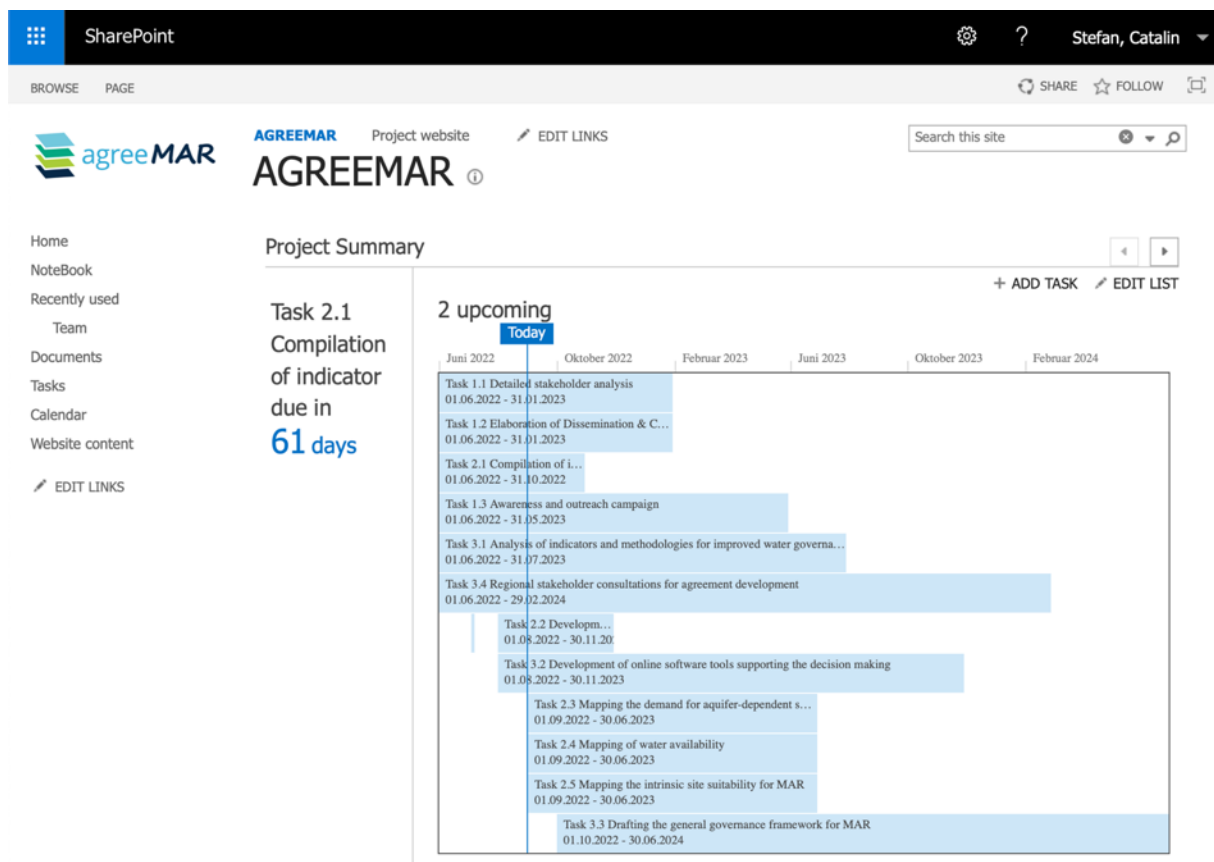 SharePoint
Stefan, Catalin
BROWSE PAGE
SHARE FOLLOW
agreeMAR
AGREEMAR Project website EDIT LINKS
Search this site
AGREEMAR
Home
NoteBook
Recently used
Team
Documents
Tasks
Calendar
Website content
EDIT LINKS
Project Summary
+ ADD TASK EDIT LIST
Task 2.1
Compilation
of indicator
due in
61 days
2 upcoming
Today
Juni 2022 Oktober 2022 Februar 2023 Juni 2023 Oktober 2023 Februar 2024
Task 1.1 Detailed stakeholder analysis
01.06.2022 - 31.01.2023
Task 1.2 Elaboration of Dissemination & C...
01.06.2022 - 31.01.2023
Task 2.1 Compilation of i...
01.06.2022 - 31.10.2022
Task 1.3 Awareness and outreach campaign
01.06.2022 - 31.05.2023
Task 3.1 Analysis of indicators and methodologies for improved water governa...
01.06.2022 - 31.07.2023
Task 3.4 Regional stakeholder consultations for agreement development
01.06.2022 - 29.02.2024
Task 2.2 Developm...
01.08.2022 - 30.11.20
Task 3.2 Development of online software tools supporting the decision making
01.08.2022 - 30.11.2023
Task 2.3 Mapping the demand for aquifer-dependent s...
01.09.2022 - 30.06.2023
Task 2.4 Mapping of water availability
01.09.2022 - 30.06.2023
Task 2.5 Mapping the intrinsic site suitability for MAR
01.09.2022 - 30.06.2023
Task 3.3 Drafting the general governance framework for MAR
01.10.2022 - 30.06.2024